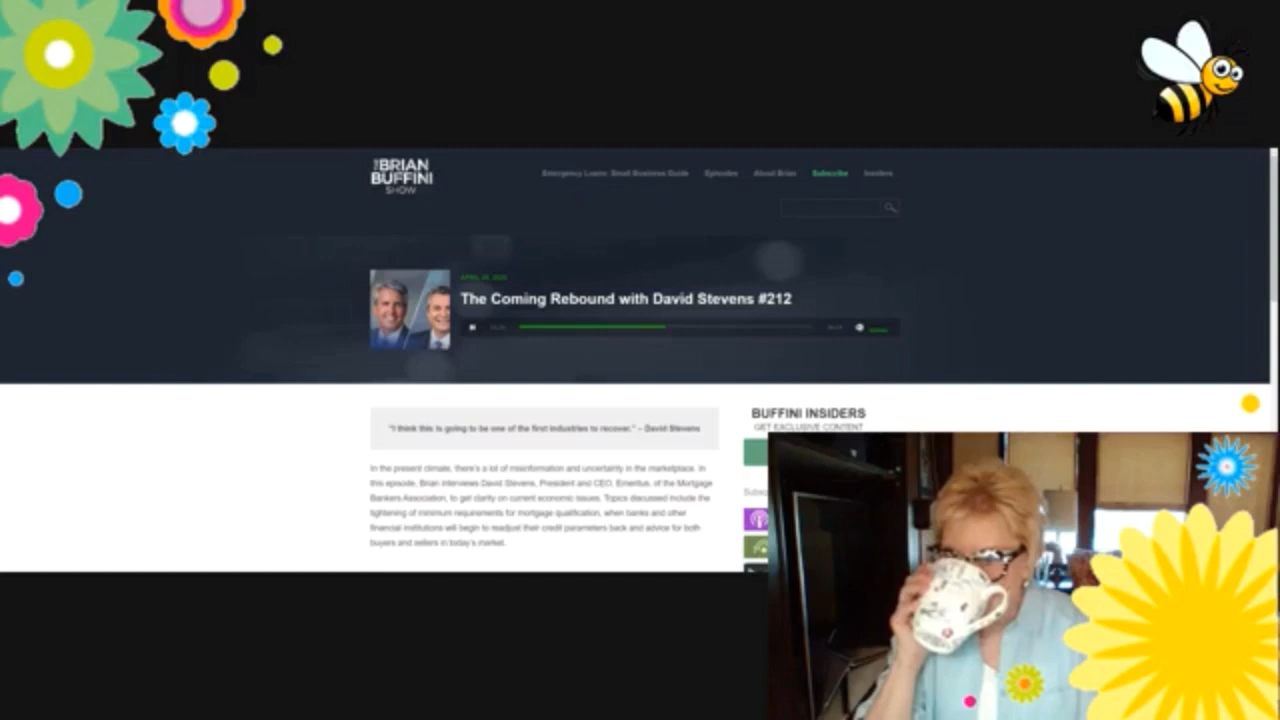 THE
BRIAN
BUFFINI
SHOW
Emergency Loans: Small Business Guide Episodes About Brian Subscribe Insiders
The Coming Rebound with David Stevens #212
"I think this is going to be one of the first industries to recover." – David Stevens
In the present climate, there's a lot of misinformation and uncertainty in the marketplace. In
this episode, Brian interviews David Stevens, President and CEO, Emeritus, of the Mortgage
Bankers Association, to get clarity on current economic issues. Topics discussed include the
tightening of minimum requirements for mortgage qualification, when banks and other
financial institutions will begin to readjust their credit parameters back and advice for both
buyers and sellers in today's market.
BUFFINI INSIDERS
GET EXCLUSIVE CONTENT